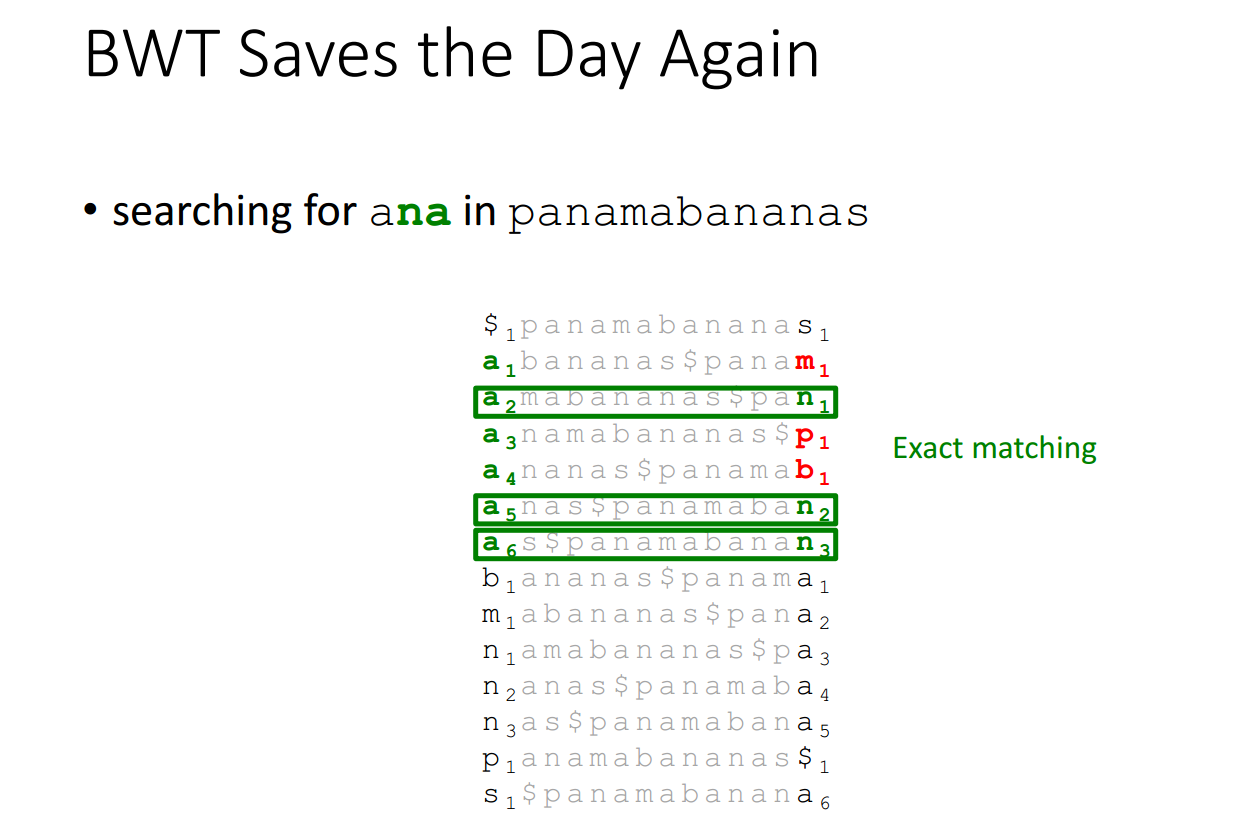 BWT Saves the Day Again
• searching for ana in panamabananas
$1panamabananas1
a1bananas$panam1
a2mabananas$pan1
a3namabananas$p1
a4nanas$panamab1
a5nas$panamaban2
a6s$panamabanan3
Exact matching
b1ananas$panama1
m1abananas$pana2
n1amabananas$pa3
n2anas$panamaba4
n3as$panamabana5
p1anamabananas$1
s1$panamabanana6